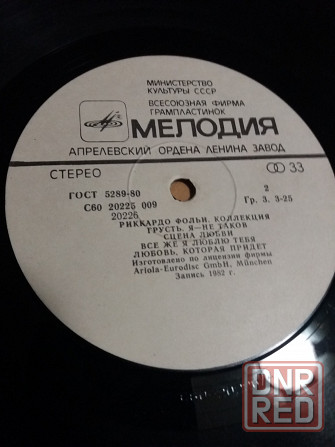 МИНИСТЕРСТВО
КУЛЬТУРЫ СССР
ВСЕСОЮЗНАЯ ФИРМА
ГРАМПЛАСТИНОК
МЕЛОДИЯ
АПРЕЛЕВСКИЙ ОРДЕНА ЛЕНИНА ЗАВОД
СТЕРЕО
33
ГОСТ 5289-80
2
С60 20225 009
Гр. 3. 3-25
20226
РИККАРДО ФОЛЬИ. КОЛЛЕКЦИЯ
ГРУСТЬ. Я—НЕ ТАКОВ
СЦЕНА ЛЮБВИ
ВСЕ ЖЕ Я ЛЮБЛЮ ТЕБЯ
ЛЮБОВЬ, КОТОРАЯ ПРИДЕТ
Изготовлено по лицензии фирмы
Ariola-Eurodisc GmbH, München
Запись 1982 г.
DNR
RED